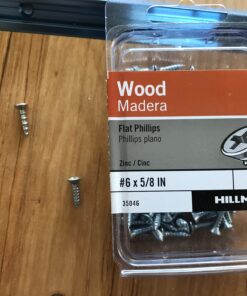 Wood
Madera
Flat Phillips
Phillips plano
Zinc / Cinc
#6 x 5/8 IN
35046
HILLM